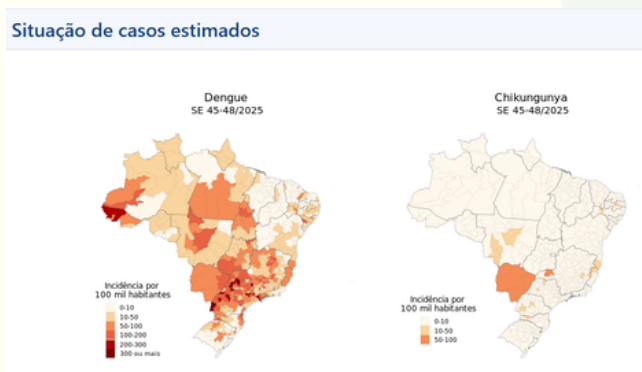 Situação de casos estimados
Dengue
SE 45-48/2025
Incidência por
100 mil habitantes
0-10
10-50
50-100
100-200
200-300
300 ou mais
Chikungunya
SE 45-48/2025
Incidência por
100 mil habitantes
0-10
10-50
50-100